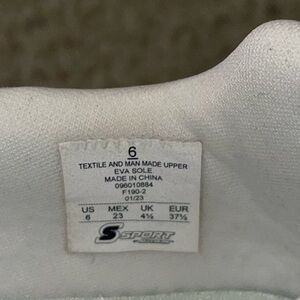 6
TEXTILE AND MAN MADE UPPER
EVA SOLE
MADE IN CHINA
096010884
F190-2
01/23
US MEX UK EUR
6 23 4½ 37½
S SPORT